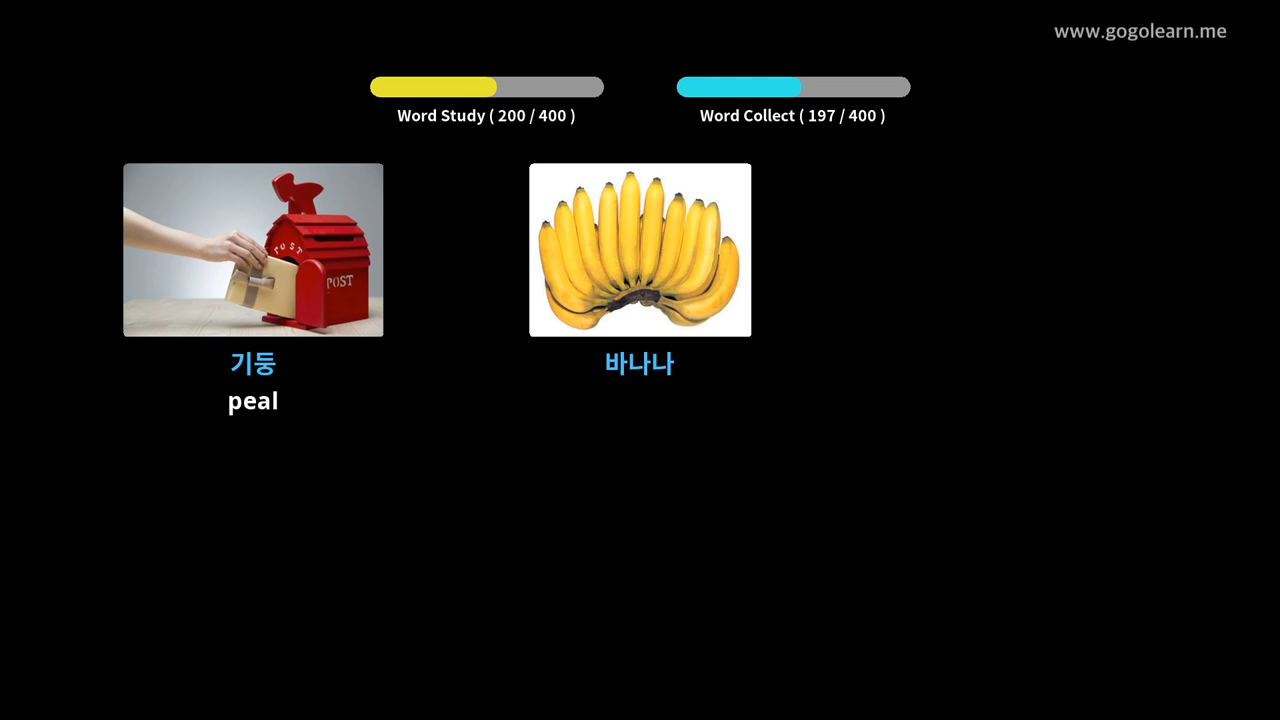 www.gogolearn.me
Word Study ( 200 / 400 )
Word Collect ( 197 / 400 )
POST
POST
기둥
바나나
peal